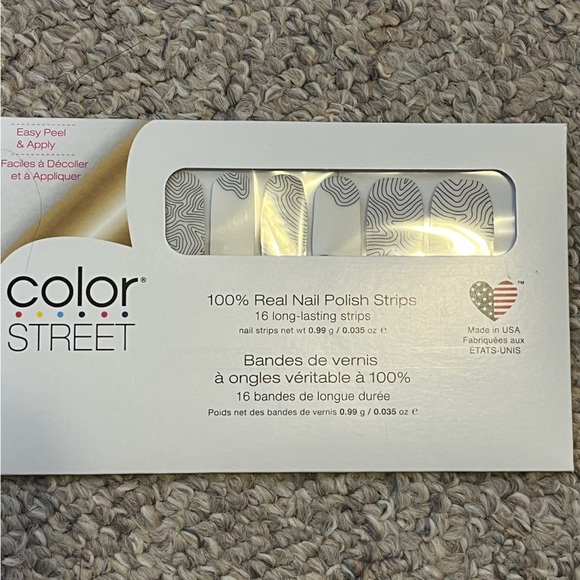 Easy Peel
& Apply
Faciles à Décoller
et à Appliquer
color®
STREET
100% Real Nail Polish Strips
16 long-lasting strips
nail strips net wt 0.99 g / 0.035 oz ℮
Bandes de vernis
à ongles véritable à 100%
16 bandes de longue durée
Poids net des bandes de vernis 0.99 g / 0.035 oz ℮
™
Made in USA
Fabriquées aux
ÉTATS-UNIS